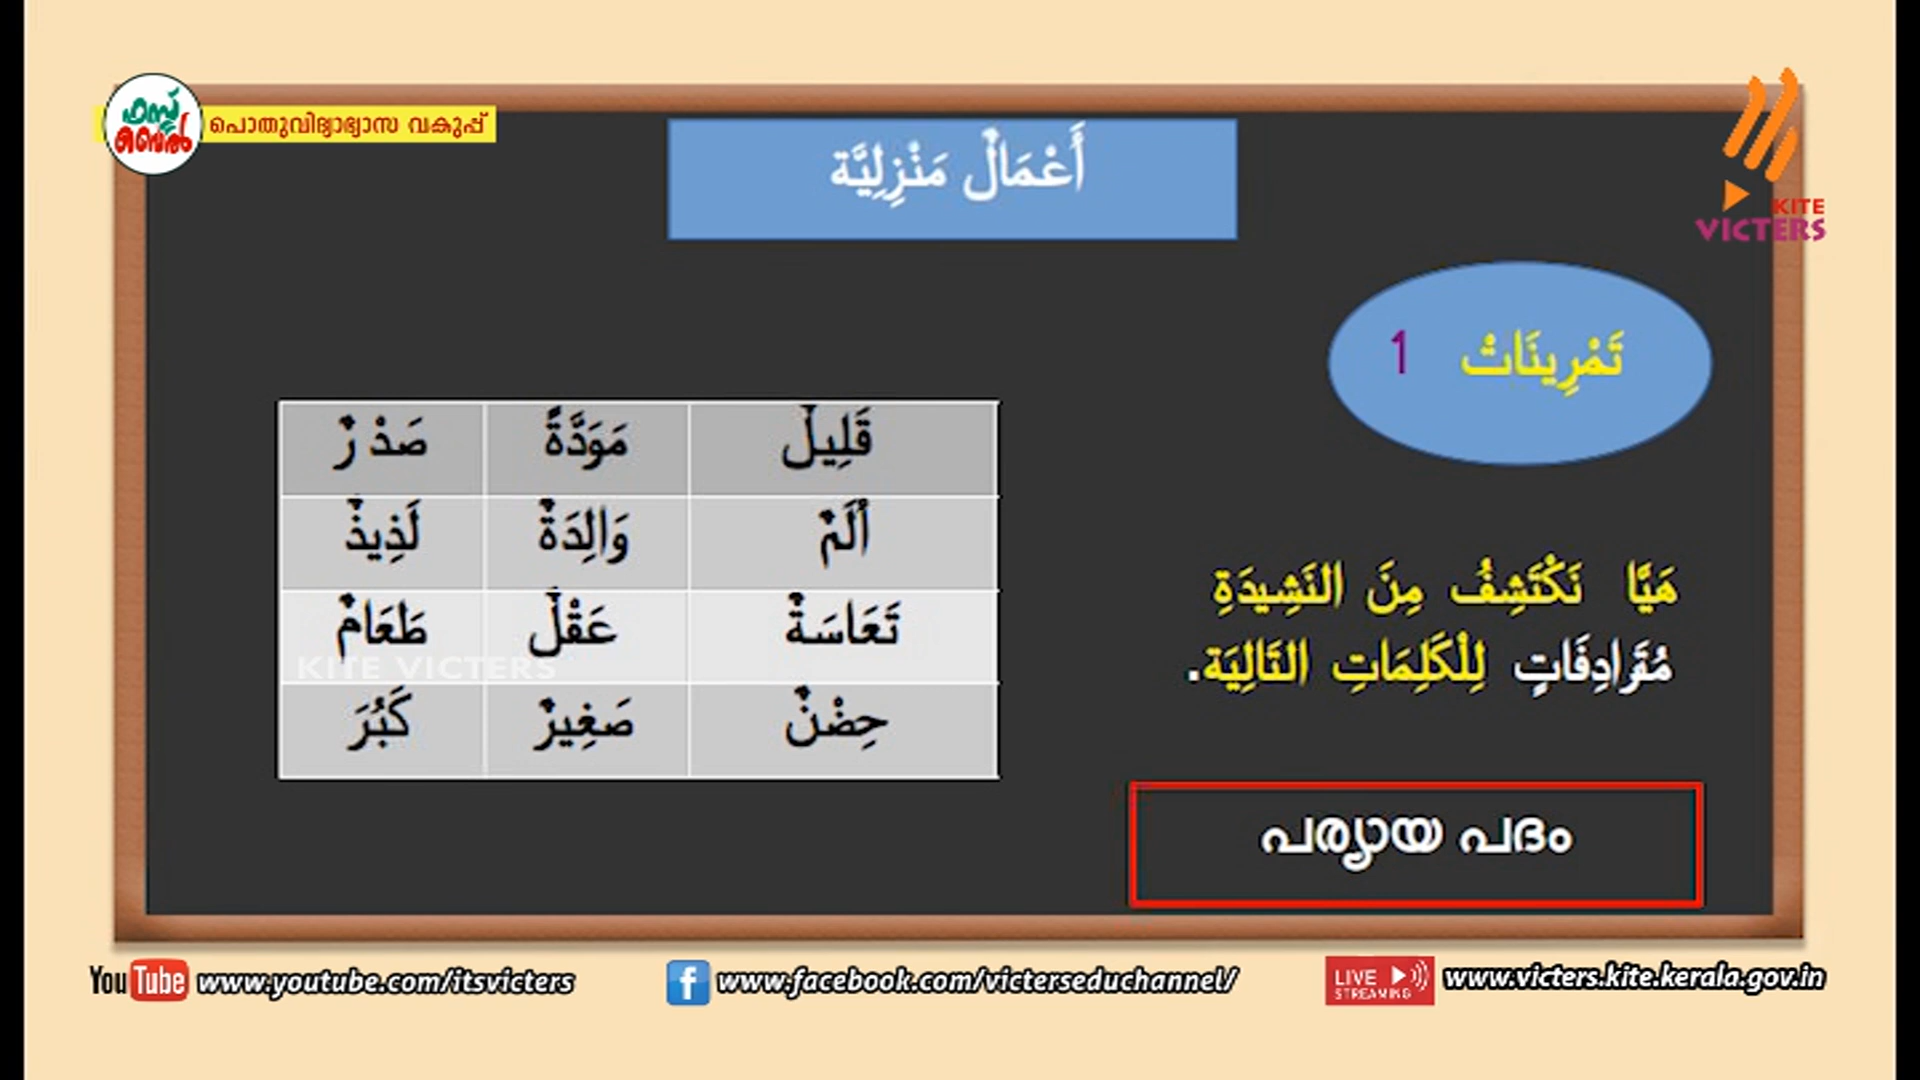 ഫസ്റ്റ്
ബെൽ
പൊതുവിദ്യാഭ്യാസ വകുപ്പ്
KITE
VICTERS
أَعْمَالٌ مَنْزِلِيَّة
تَمْرِينَاتْ 1
قَلِيلٌ مَوَدَّةٌ صَدْ رٌ
أَلَمٌ وَالِدَةٌ لَذِيذٌ
تَعَاسَةٌ عَقْلٌ طَعَامٌ
حِضْنٌ صَغِيرٌ كَبُرَ
KITE VICTERS
هَيَّا نَكْتَشِفُ مِنَ النَشِيدَةِ
مُتَرَادِفَاتٍ لِلْكَلِمَاتِ التَالِيَة.
പര്യായ പദം
YouTube www.youtube.com/itsvicters
f www.facebook.com/victerseduchannel/
LIVE STREAMING www.victers.kite.kerala.gov.in